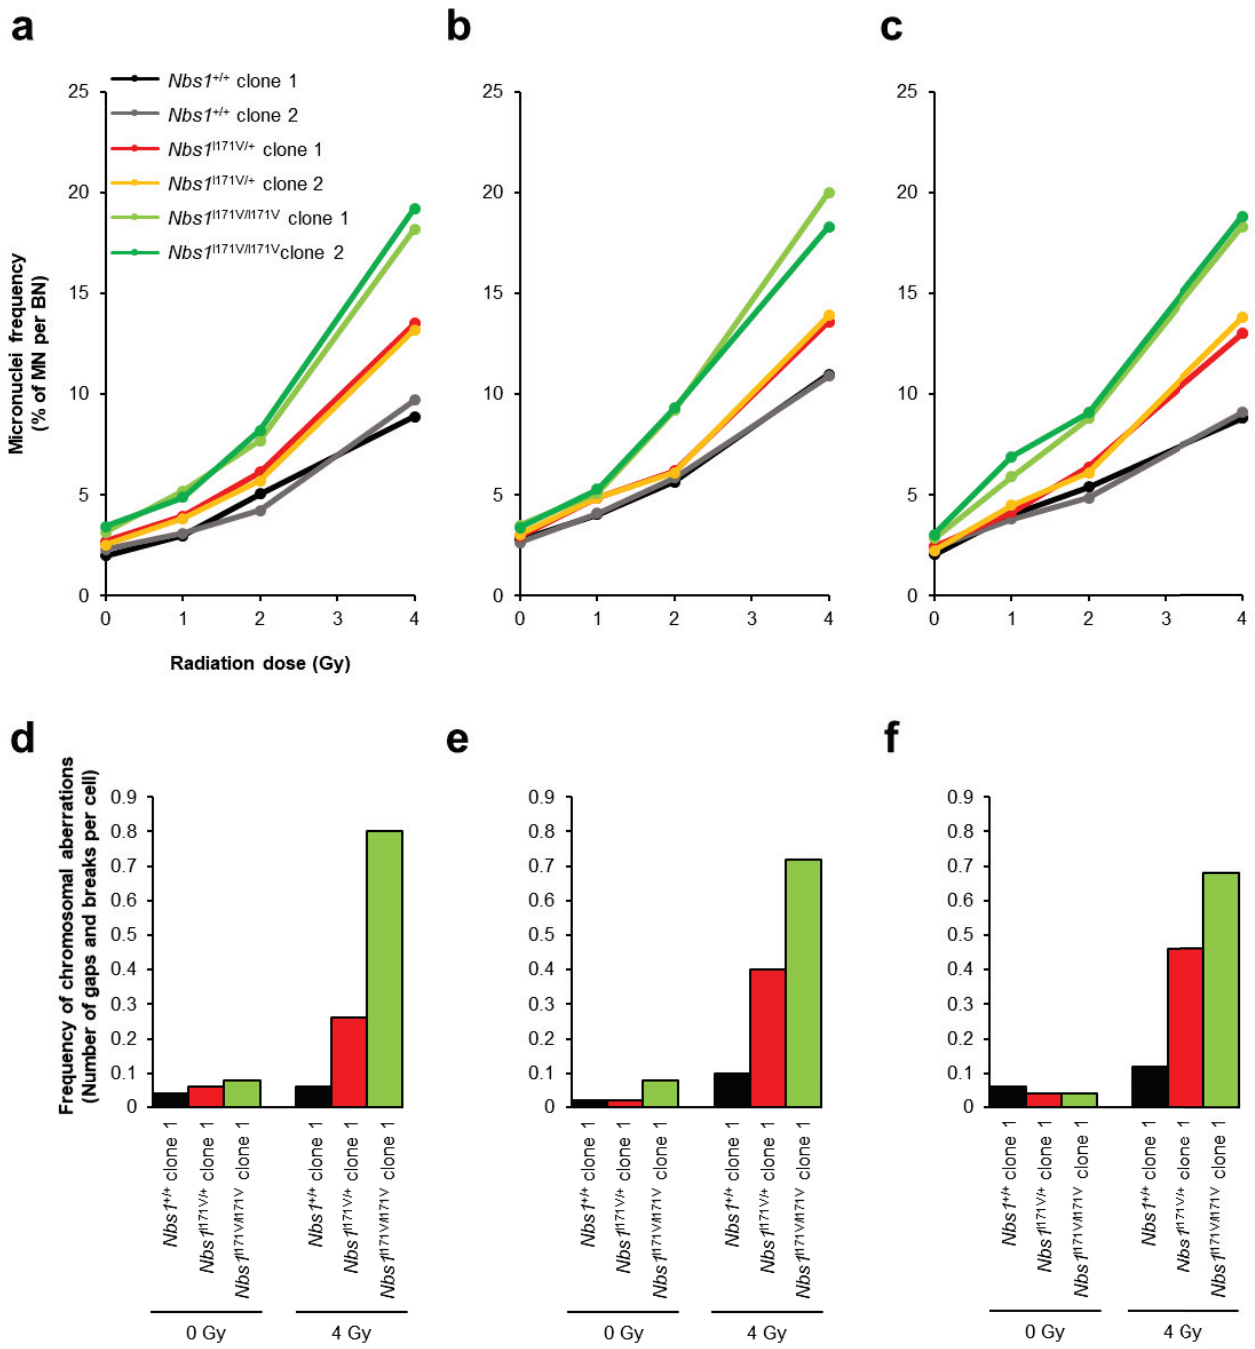 a
b
c
Nbs1+/+ clone 1
Nbs1+/+ clone 2
Nbs1I171V/+ clone 1
Nbs1I171V/+ clone 2
Nbs1I171V/I171V clone 1
Nbs1I171V/I171Vclone 2
Micronuclei frequency
(% of MN per BN)
25
20
15
10
5
0
0 1 2 3 4
25
20
15
10
5
0
0 1 2 3 4
25
20
15
10
5
0
0 1 2 3 4
Radiation dose (Gy)
d
e
f
Frequency of chromosomal aberrations
(Number of gaps and breaks per cell)
0.9
0.8
0.7
0.6
0.5
0.4
0.3
0.2
0.1
0
Nbs1+/+ clone 1
Nbs1I171V/+ clone 1
Nbs1I171V/I171V clone 1
Nbs1+/+ clone 1
Nbs1I171V/+ clone 1
Nbs1I171V/I171V clone 1
0 Gy
4 Gy
0.9
0.8
0.7
0.6
0.5
0.4
0.3
0.2
0.1
0
Nbs1+/+ clone 1
Nbs1I171V/+ clone 1
Nbs1I171V/I171V clone 1
Nbs1+/+ clone 1
Nbs1I171V/+ clone 1
Nbs1I171V/I171V clone 1
0 Gy
4 Gy
0.9
0.8
0.7
0.6
0.5
0.4
0.3
0.2
0.1
0
Nbs1+/+ clone 1
Nbs1I171V/+ clone 1
Nbs1I171V/I171V clone 1
Nbs1+/+ clone 1
Nbs1I171V/+ clone 1
Nbs1I171V/I171V clone 1
0 Gy
4 Gy